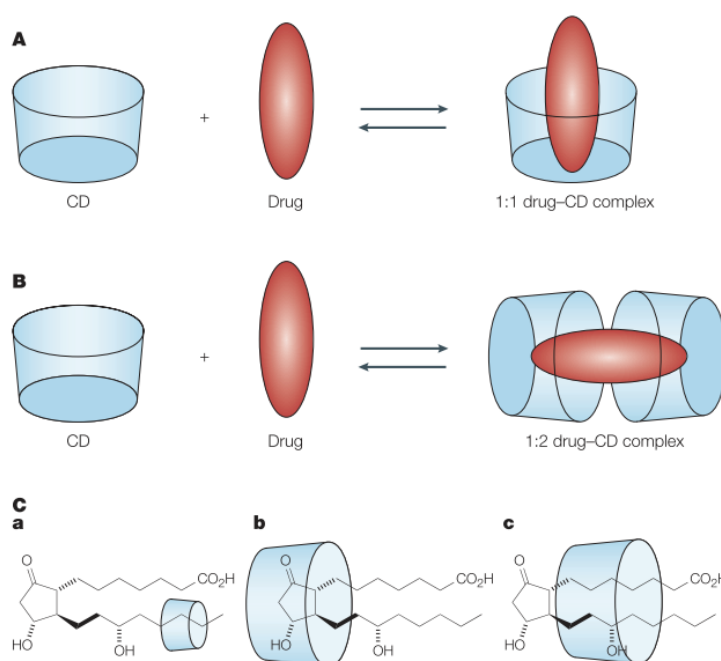 A
+
CD
Drug
1:1 drug–CD complex
B
+
CD
Drug
1:2 drug–CD complex
C
a
b
c
O
CO₂H
HO
OH
O
CO₂H
HO
OH
O
CO₂H
HO
OH